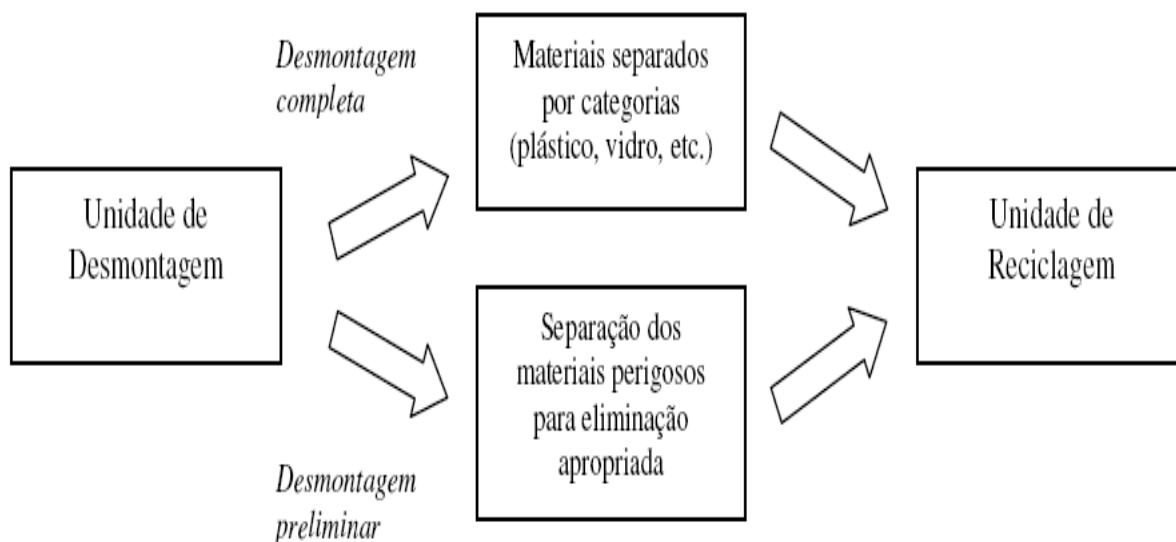 Desmontagem
completa
Materiais separados
por categorias
(plástico, vidro, etc.)
Unidade de
Desmontagem
Unidade de
Reciclagem
Separação dos
materiais perigosos
para eliminação
apropriada
Desmontagem
preliminar